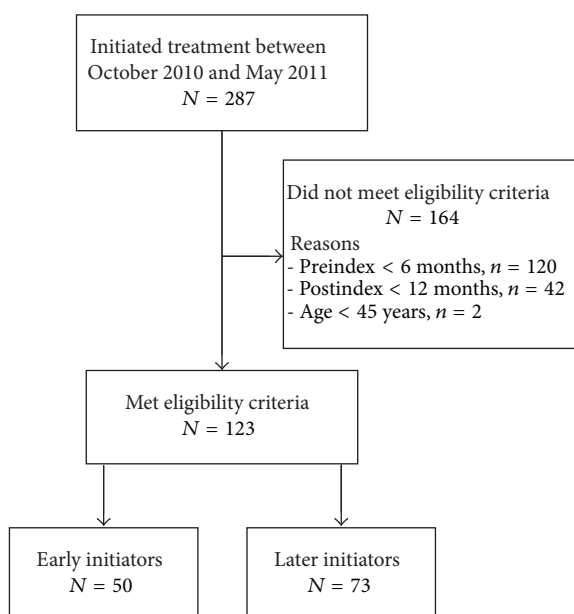 Initiated treatment between
October 2010 and May 2011
N = 287
Did not meet eligibility criteria
N = 164
Reasons
- Preindex < 6 months, n = 120
- Postindex < 12 months, n = 42
- Age < 45 years, n = 2
Met eligibility criteria
N = 123
Early initiators
N = 50
Later initiators
N = 73